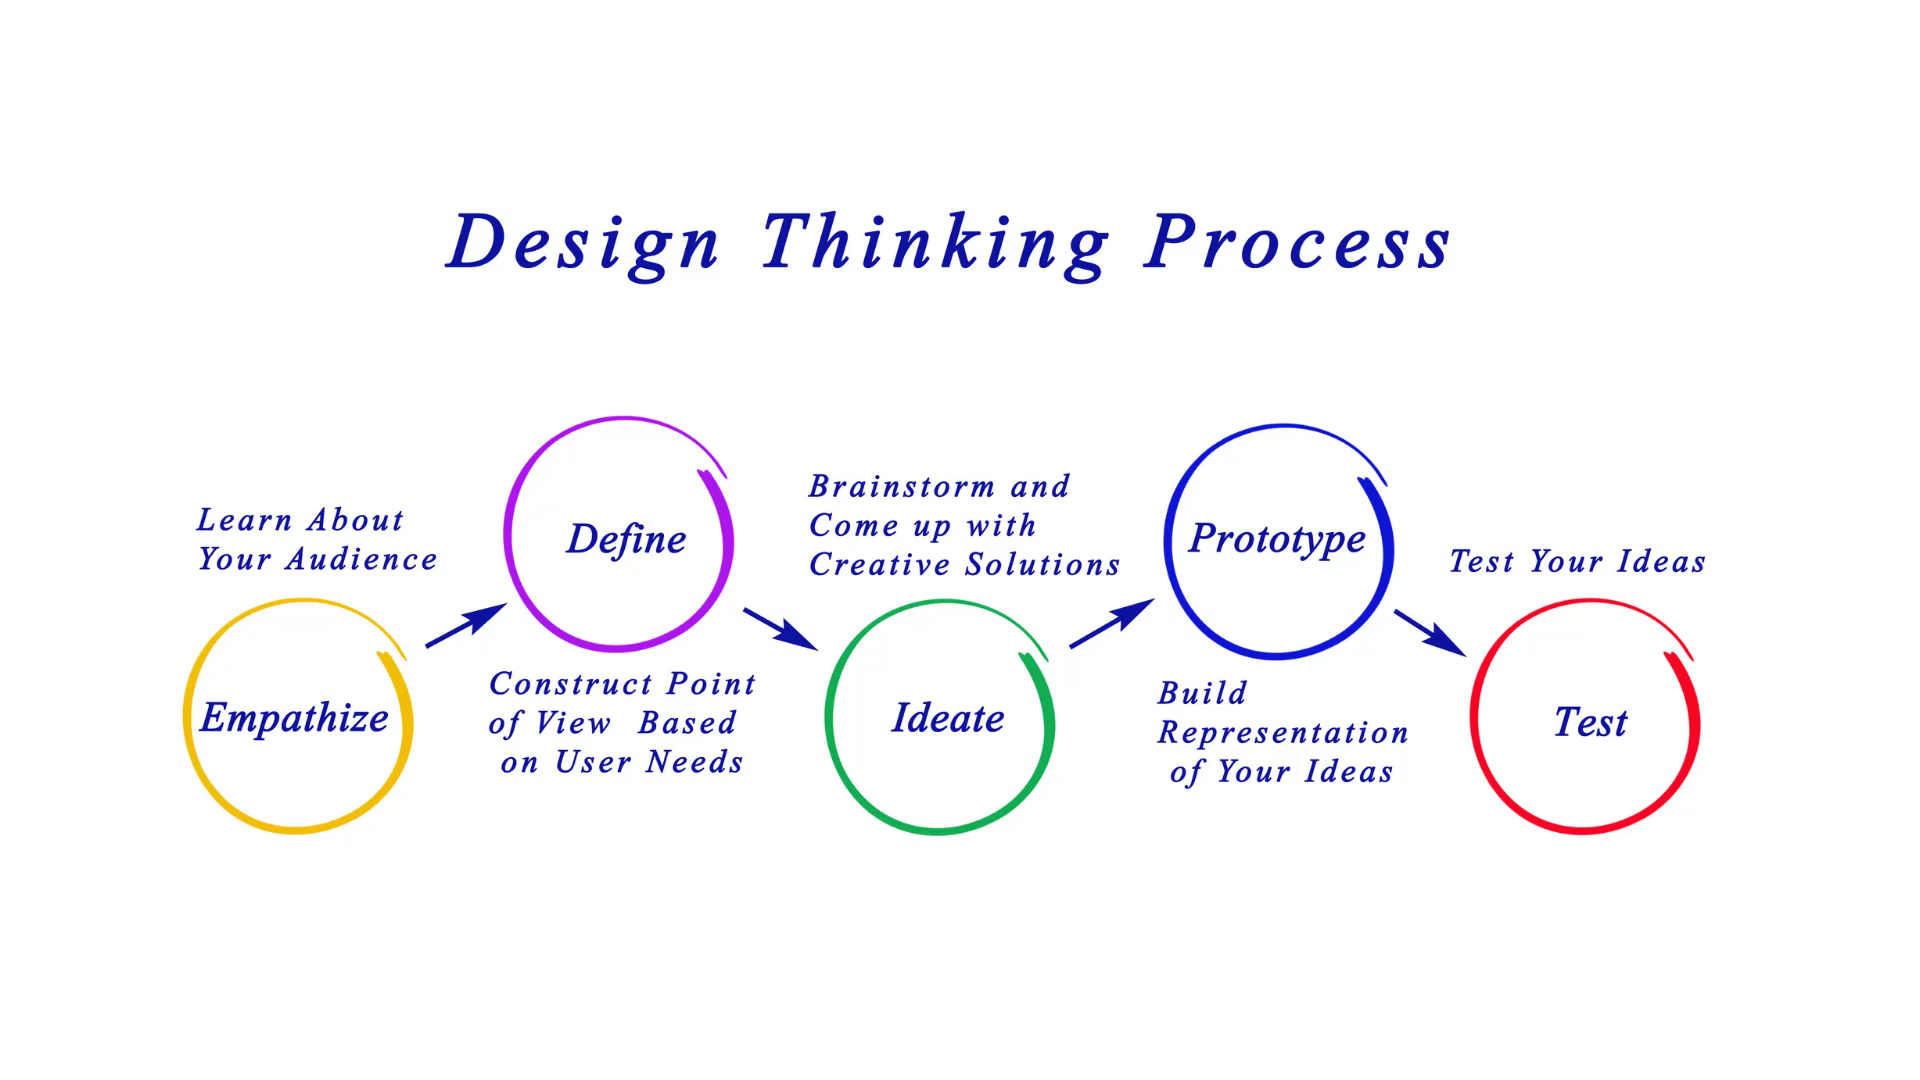 Design Thinking Process
Learn About
Your Audience
Empathize
Define
Construct Point
of View Based
on User Needs
Brainstorm and
Come up with
Creative Solutions
Ideate
Prototype
Build
Representation
of Your Ideas
Test Your Ideas
Test